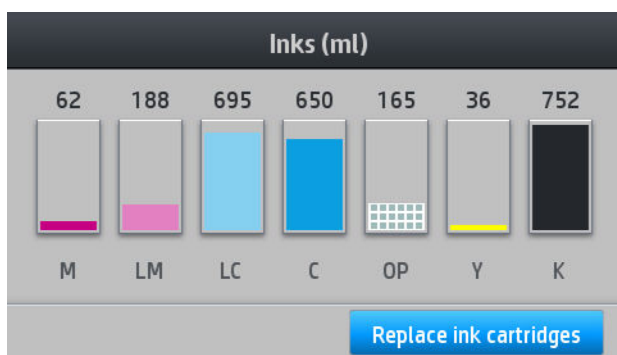 Inks (ml)
62 188 695 650 165 36 752
M LM LC C OP Y K
Replace ink cartridges